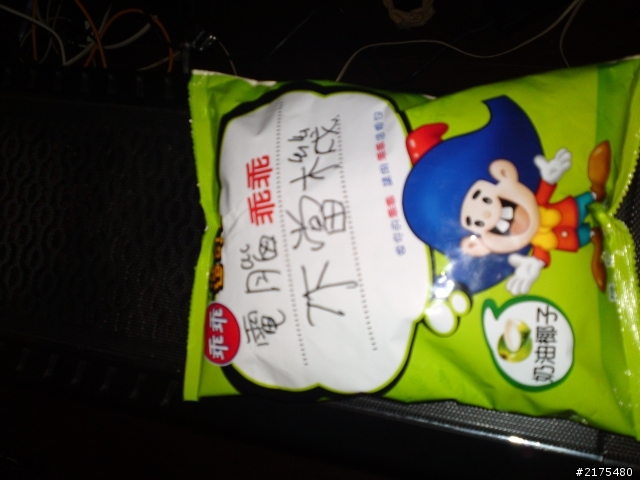 乖乖
電腦 乖乖
不當機
奶油椰子
#2175480